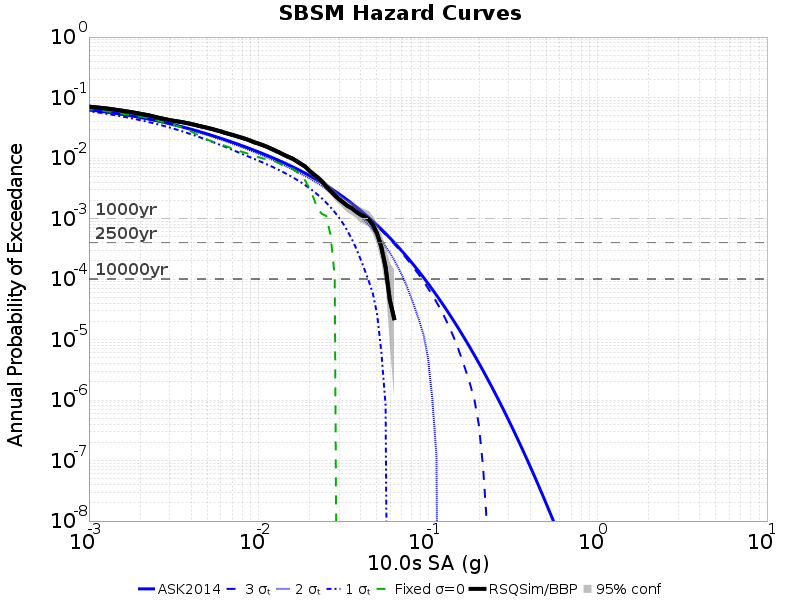 SBSM Hazard Curves
Annual Probability of Exceedance
10^0
10^-1
10^-2
10^-3
10^-4
10^-5
10^-6
10^-7
10^-8
1000yr
2500yr
10000yr
10^-3 10^-2 10^-1 10^0 10^1
10.0s SA (g)
ASK2014 3 σₜ 2 σₜ 1 σₜ Fixed σ=0 RSQSim/BBP 95% conf